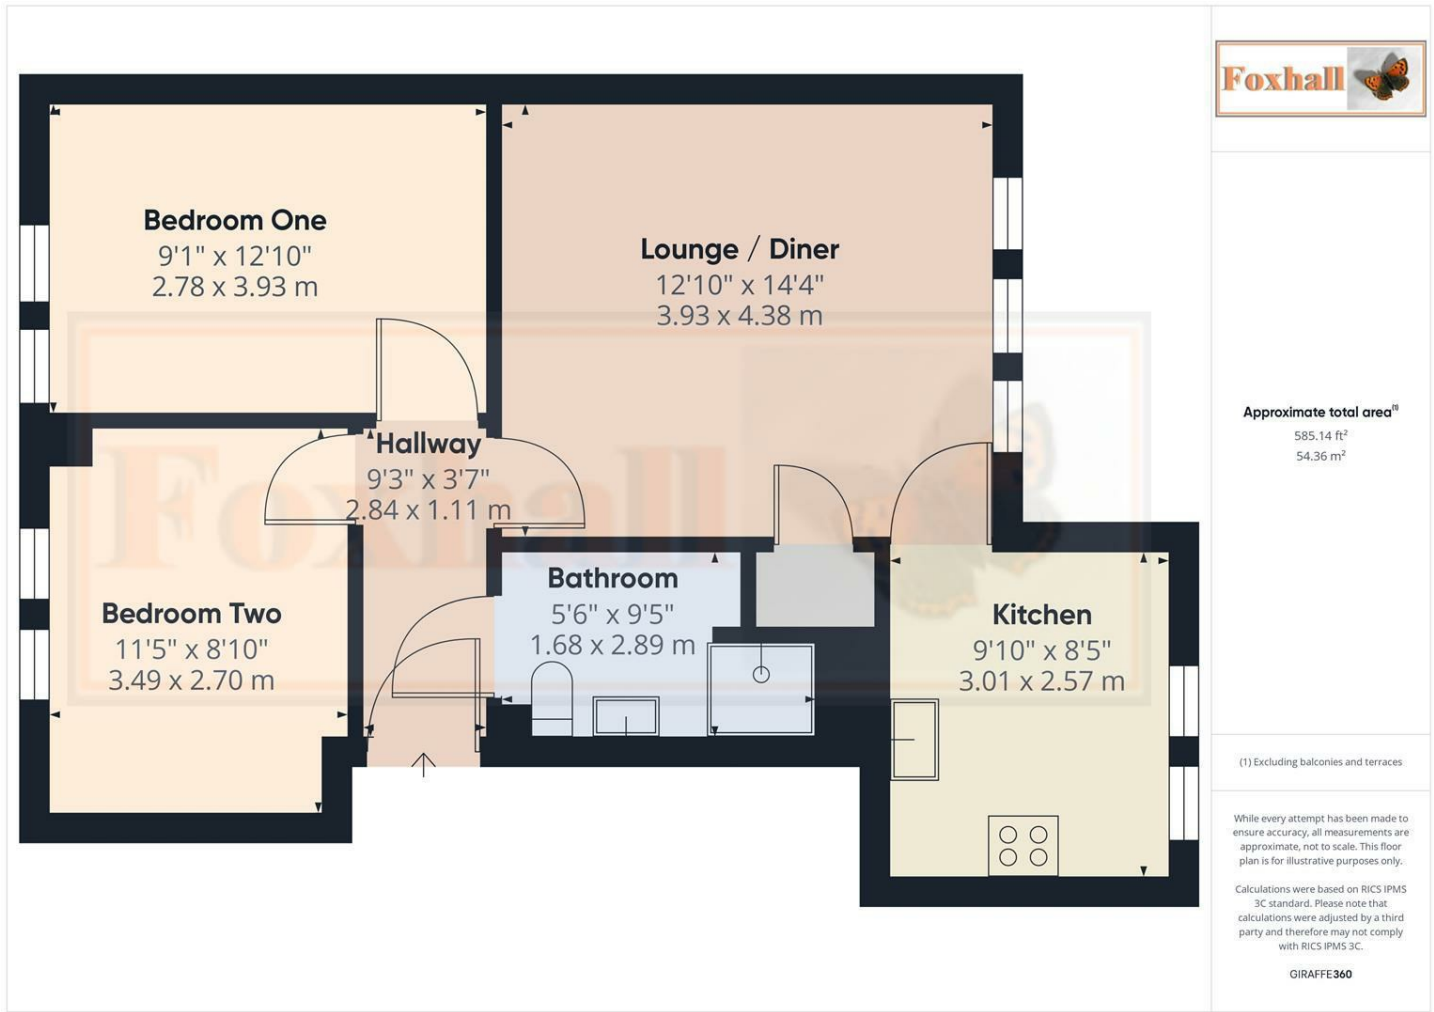 Foxhall
Bedroom One
9'1" x 12'10"
2.78 x 3.93 m
Lounge / Diner
12'10" x 14'4"
3.93 x 4.38 m
Hallway
9'3" x 3'7"
2.84 x 1.11 m
Foxhall
Bathroom
5'6" x 9'5"
1.68 x 2.89 m
Bedroom Two
11'5" x 8'10"
3.49 x 2.70 m
Kitchen
9'10" x 8'5"
3.01 x 2.57 m
Approximate total area(1)
585.14 ft²
54.36 m²
(1) Excluding balconies and terraces
While every attempt has been made to
ensure accuracy, all measurements are
approximate, not to scale. This floor
plan is for illustrative purposes only.
Calculations were based on RICS IPMS
3C standard. Please note that
calculations were adjusted by a third
party and therefore may not comply
with RICS IPMS 3C.
GIRAFFE360